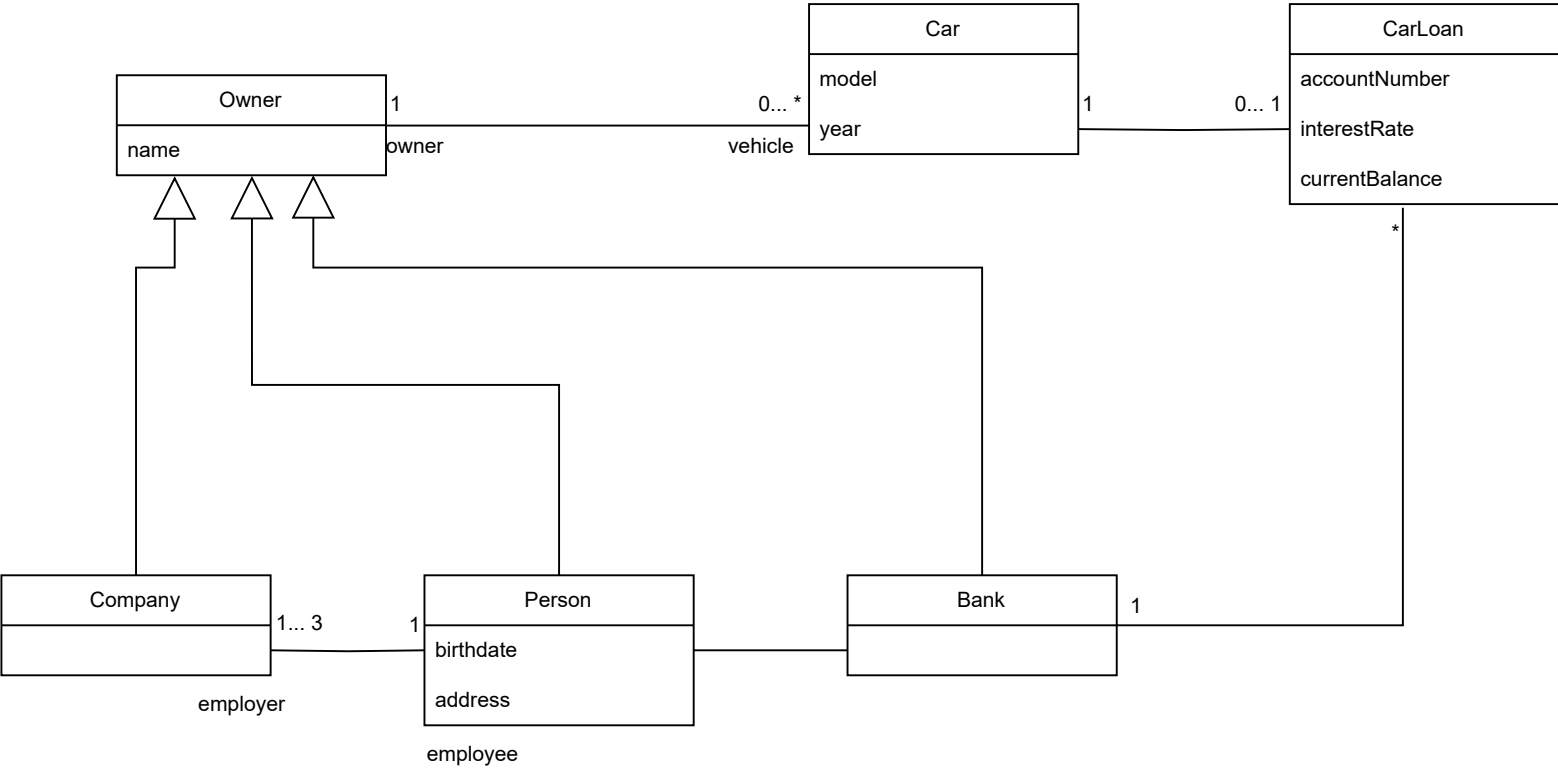 Car
CarLoan
model
accountNumber
Owner
1
0... *
1
0... 1
year
interestRate
name
owner
vehicle
currentBalance
*
Company
Person
Bank
1
1... 3
1
birthdate
address
employer
employee